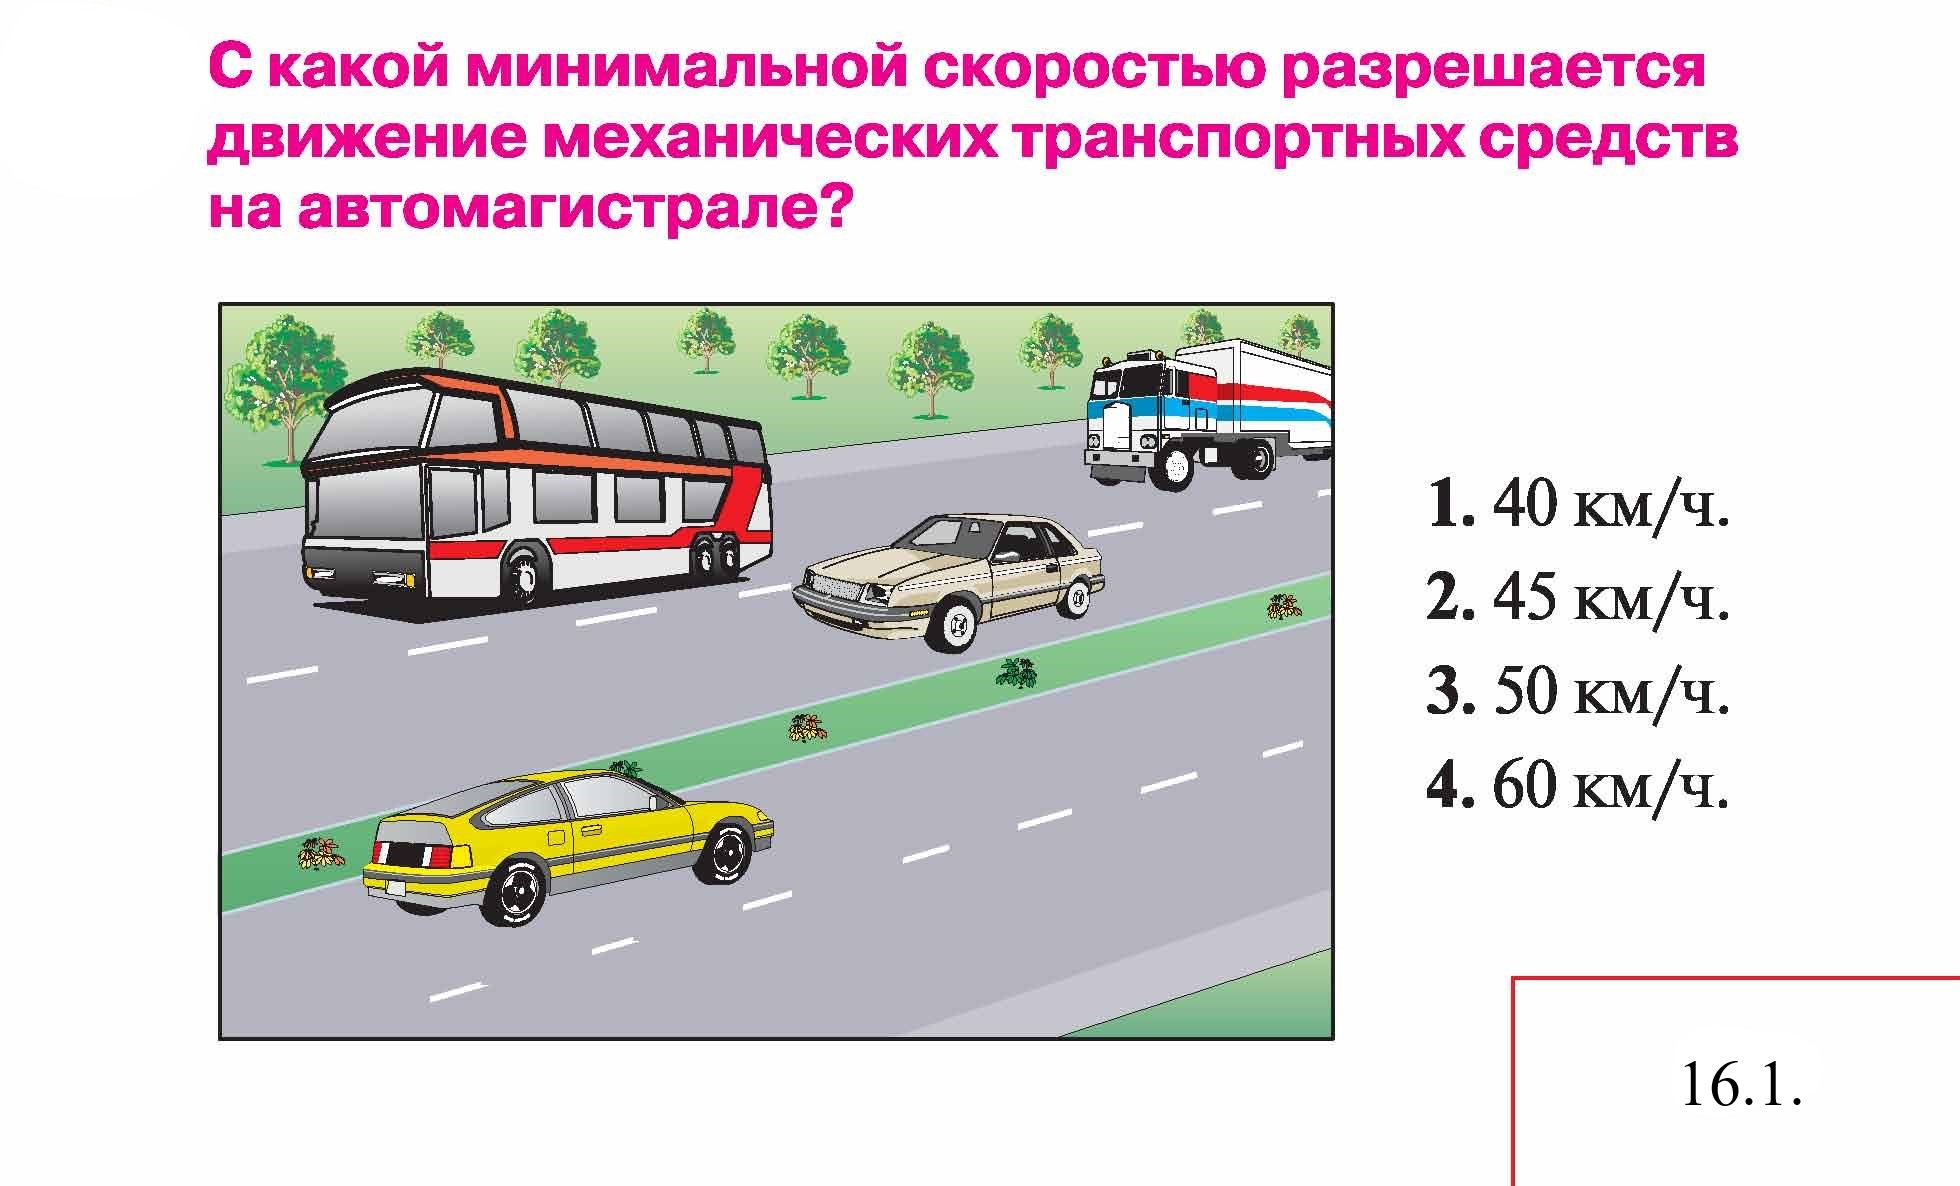 С какой минимальной скоростью разрешается
движение механических транспортных средств
на автомагистрале?
1. 40 км/ч.
2. 45 км/ч.
3. 50 км/ч.
4. 60 км/ч.
16.1.